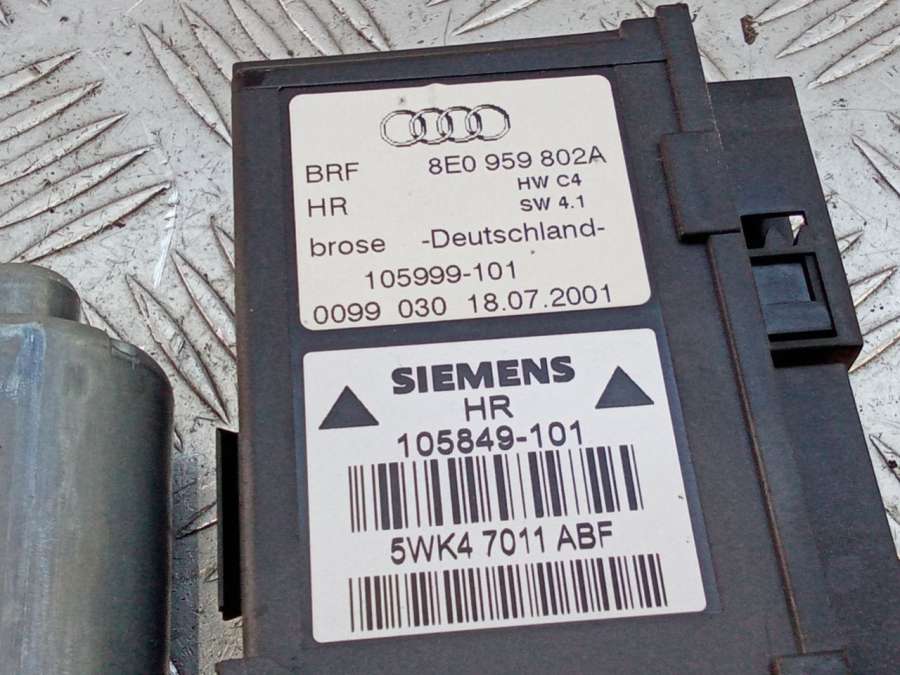 BRF 8E0 959 802A
HR HW C4
SW 4.1
brose -Deutschland-
105999-101
0099 030 18.07.2001
SIEMENS
HR
105849-101
5WK4 7011 ABF